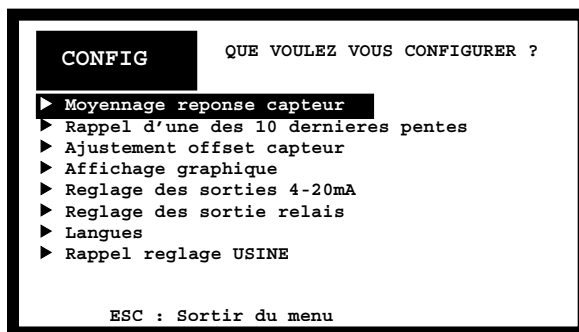 CONFIG
QUE VOULEZ VOUS CONFIGURER ?
▶ Moyennage reponse capteur
▶ Rappel d'une des 10 dernieres pentes
▶ Ajustement offset capteur
▶ Affichage graphique
▶ Reglage des sorties 4-20mA
▶ Reglage des sortie relais
▶ Langues
▶ Rappel reglage USINE
ESC : Sortir du menu